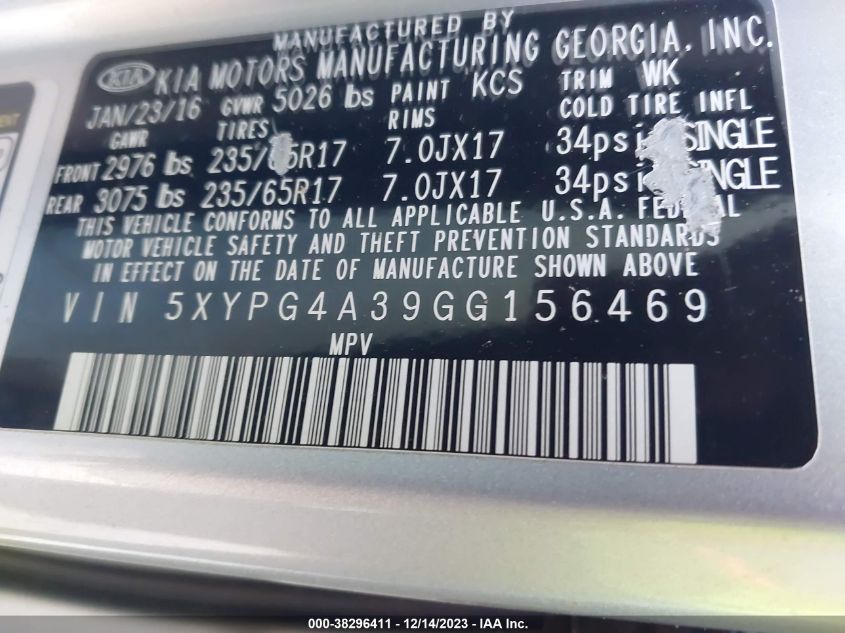 MANUFACTURED BY
KIA KIA MOTORS MANUFACTURING GEORGIA, INC.
JAN/23/16 GVWR 5026 lbs PAINT KCS TRIM WK
GAWR TIRES RIMS COLD TIRE INFL
FRONT 2976 lbs 235/65R17 7.0JX17 34psi SINGLE
REAR 3075 lbs 235/65R17 7.0JX17 34psi SINGLE
THIS VEHICLE CONFORMS TO ALL APPLICABLE U.S.A. FEDERAL
MOTOR VEHICLE SAFETY AND THEFT PREVENTION STANDARDS
IN EFFECT ON THE DATE OF MANUFACTURE SHOWN ABOVE
VIN 5XYPG4A39GG156469
MPV
000-38296411 - 12/14/2023 - IAA Inc.